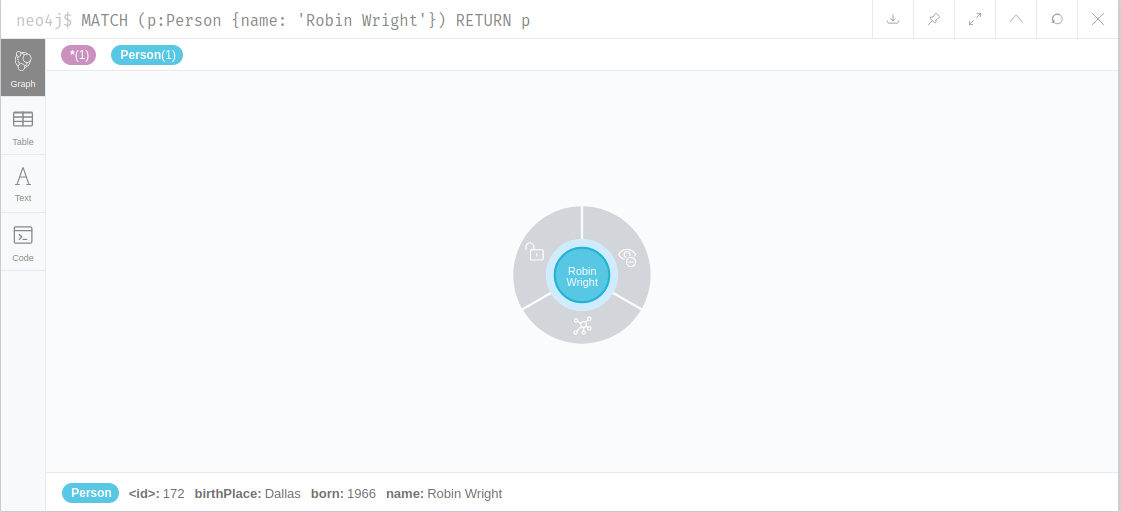 neo4j$ MATCH (p:Person {name: 'Robin Wright'}) RETURN p
*(1) Person(1)
Graph
Table
Text
Code
Robin
Wright
Person <id>: 172 birthPlace: Dallas born: 1966 name: Robin Wright